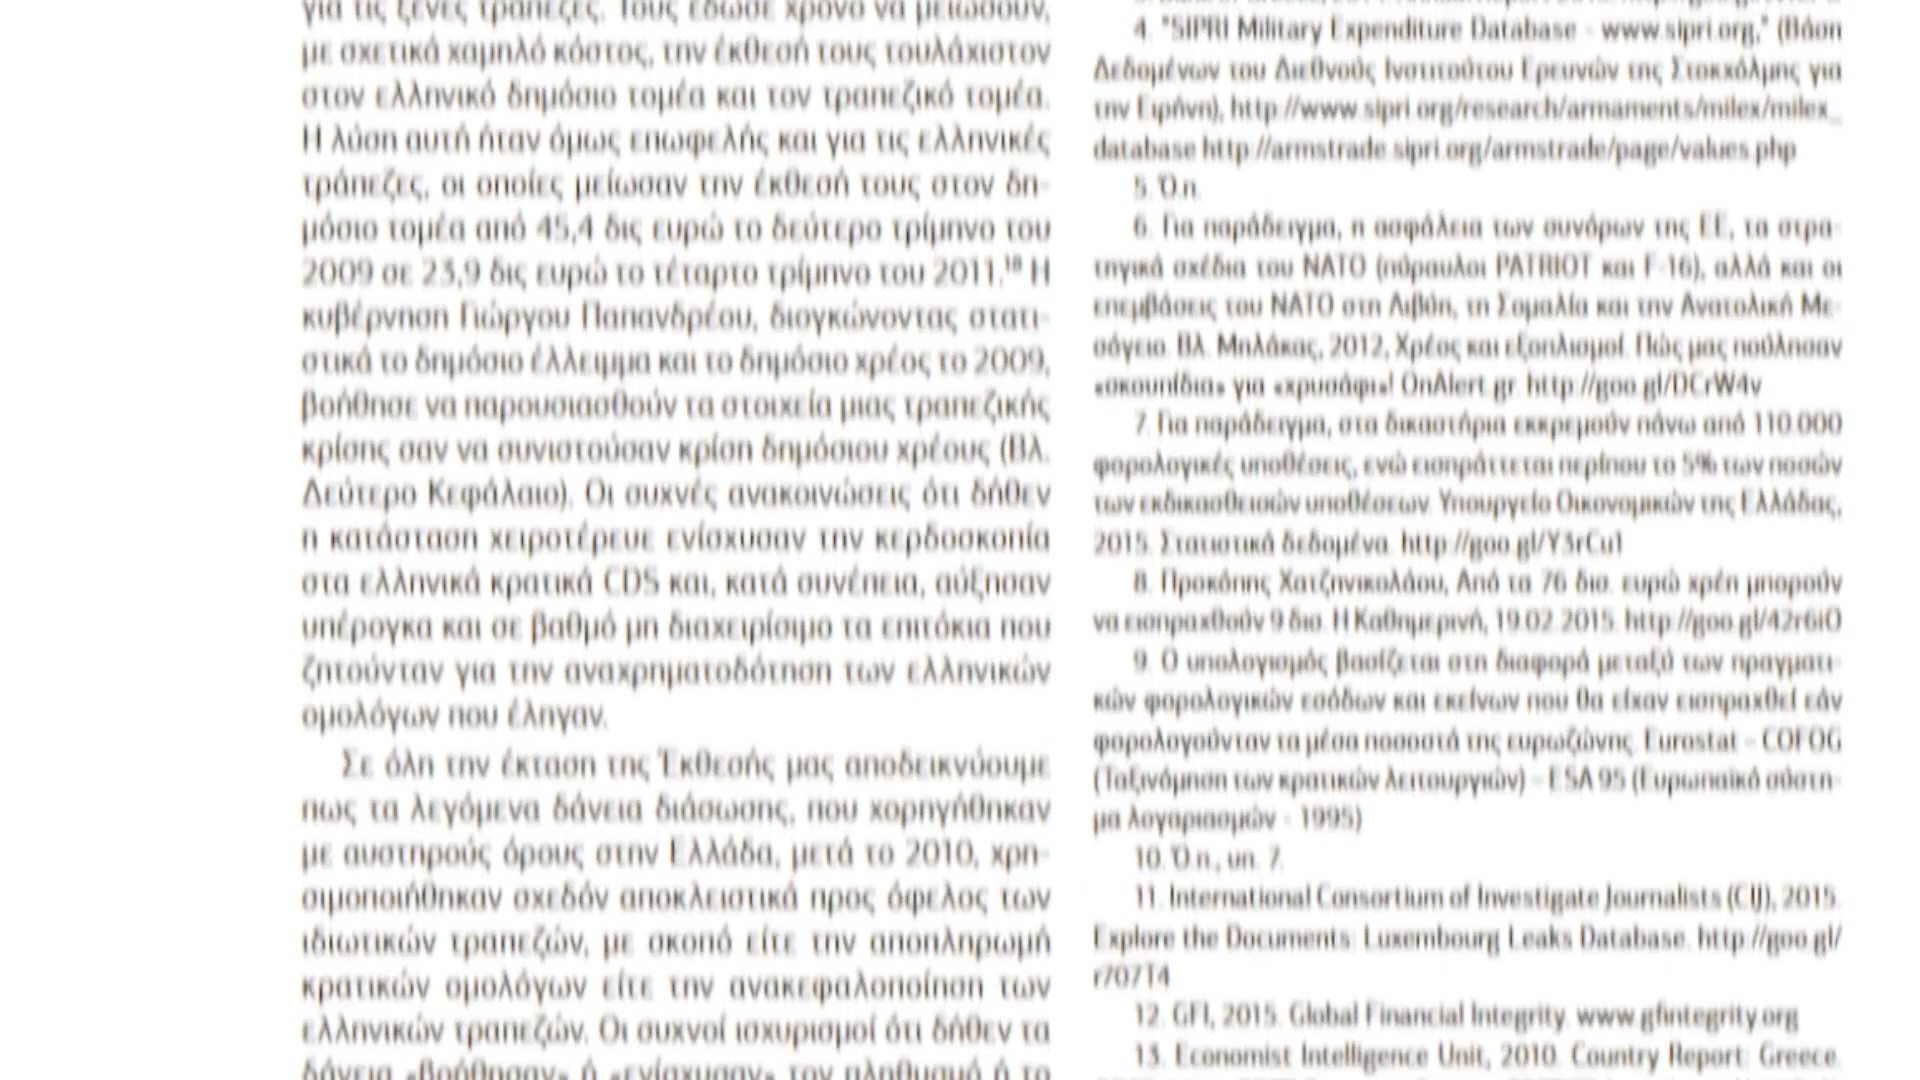 για τις ξένες τράπεζες. Τους έδωσε χρόνο να μειώσουν,
με σχετικά χαμηλό κόστος, την έκθεσή τους τουλάχιστον
στον ελληνικό δημόσιο τομέα και τον τραπεζικό τομέα.
Η λύση αυτή ήταν όμως επωφελής και για τις ελληνικές
τράπεζες, οι οποίες μείωσαν την έκθεσή τους στον δη-
μόσιο τομέα από 45,4 δις ευρώ το δεύτερο τρίμηνο του
2009 σε 23,9 δις ευρώ το τέταρτο τρίμηνο του 2011.¹⁸ Η
κυβέρνηση Γιώργου Παπανδρέου, διογκώνοντας στατι-
στικά το δημόσιο έλλειμμα και το δημόσιο χρέος το 2009,
βοήθησε να παρουσιασθούν τα στοιχεία μιας τραπεζικής
κρίσης σαν να συνιστούσαν κρίση δημόσιου χρέους (Βλ.
Δεύτερο Κεφάλαιο). Οι συχνές ανακοινώσεις ότι δήθεν
η κατάσταση χειροτέρευε ενίσχυσαν την κερδοσκοπία
στα ελληνικά κρατικά CDS και, κατά συνέπεια, αύξησαν
υπέρογκα και σε βαθμό μη διαχειρίσιμο τα επιτόκια που
ζητούνταν για την αναχρηματοδότηση των ελληνικών
ομολόγων που έληγαν.
Σε όλη την έκταση της Έκθεσής μας αποδεικνύουμε
πως τα λεγόμενα δάνεια διάσωσης, που χορηγήθηκαν
με αυστηρούς όρους στην Ελλάδα, μετά το 2010, χρη-
σιμοποιήθηκαν σχεδόν αποκλειστικά προς όφελος των
ιδιωτικών τραπεζών, με σκοπό είτε την αποπληρωμή
κρατικών ομολόγων είτε την ανακεφαλοποίηση των
ελληνικών τραπεζών. Οι συχνοί ισχυρισμοί ότι δήθεν τα
δάνεια «βοήθησαν» ή «ενίσχυσαν» τον πληθυσμό ή το
4. "SIPRI Military Expenditure Database - www.sipri.org," (Βάση
Δεδομένων του Διεθνούς Ινστιτούτου Ερευνών της Στοκχόλμης για
την Ειρήνη), http://www.sipri.org/research/armaments/milex/milex_
database http://armstrade.sipri.org/armstrade/page/values.php
5. Ό.π.
6. Για παράδειγμα, η ασφάλεια των συνόρων της ΕΕ, τα στρα-
τηγικά σχέδια του ΝΑΤΟ (πύραυλοι PATRIOT και F-16), αλλά και οι
επεμβάσεις του ΝΑΤΟ στη Λιβύη, τη Σομαλία και την Ανατολική Με-
σόγειο. Βλ. Μηλάκας, 2012, Χρέος και εξοπλισμοί. Πώς μας πούλησαν
«σκουπίδια» για «χρυσάφι»! OnAlert.gr. http://goo.gl/DCrW4v
7. Για παράδειγμα, στα δικαστήρια εκκρεμούν πάνω από 110.000
φορολογικές υποθέσεις, ενώ εισπράττεται περίπου το 5% των ποσών
των εκδικασθεισών υποθέσεων. Υπουργείο Οικονομικών της Ελλάδας,
2015. Στατιστικά δεδομένα. http://goo.gl/Y3rCu1
8. Προκόπης Χατζηνικολάου, Από τα 76 δισ. ευρώ χρέη μπορούν
να εισπραχθούν 9 δισ. Η Καθημερινή, 19.02.2015. http://goo.gl/42r6iO
9. Ο υπολογισμός βασίζεται στη διαφορά μεταξύ των πραγματι-
κών φορολογικών εσόδων και εκείνων που θα είχαν εισπραχθεί εάν
φορολογούνταν τα μέσα ποσοστά της ευρωζώνης. Eurostat - COFOG
(Ταξινόμηση των κρατικών λειτουργιών) - ESA 95 (Ευρωπαϊκό σύστη-
μα λογαριασμών - 1995)
10. Ό.π., υπ. 7.
11. International Consortium of Investigate Journalists (CIJ), 2015.
Explore the Documents: Luxembourg Leaks Database. http://goo.gl/
r707T4
12. GFI, 2015. Global Financial Integrity. www.gfintegrity.org
13. Economist Intelligence Unit, 2010. Country Report: Greece.